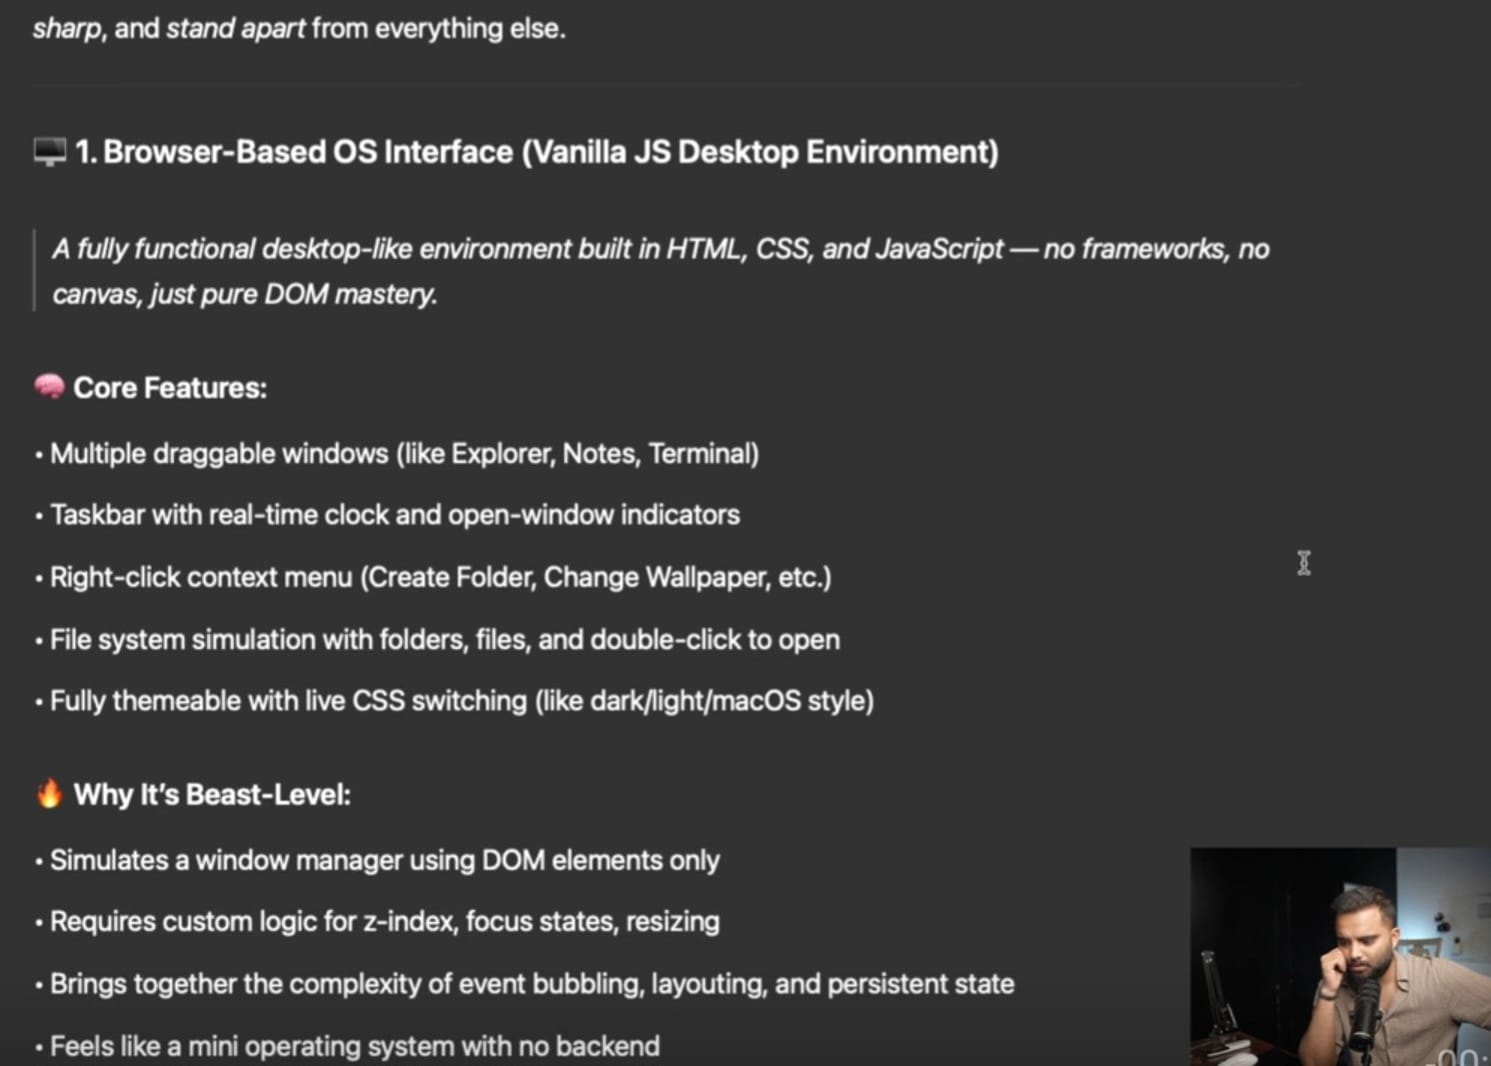 sharp, and stand apart from everything else.
🖥️ 1. Browser-Based OS Interface (Vanilla JS Desktop Environment)
A fully functional desktop-like environment built in HTML, CSS, and JavaScript — no frameworks, no
canvas, just pure DOM mastery.
🧠 Core Features:
• Multiple draggable windows (like Explorer, Notes, Terminal)
• Taskbar with real-time clock and open-window indicators
• Right-click context menu (Create Folder, Change Wallpaper, etc.)
• File system simulation with folders, files, and double-click to open
• Fully themeable with live CSS switching (like dark/light/macOS style)
🔥 Why It’s Beast-Level:
• Simulates a window manager using DOM elements only
• Requires custom logic for z-index, focus states, resizing
• Brings together the complexity of event bubbling, layouting, and persistent state
• Feels like a mini operating system with no backend